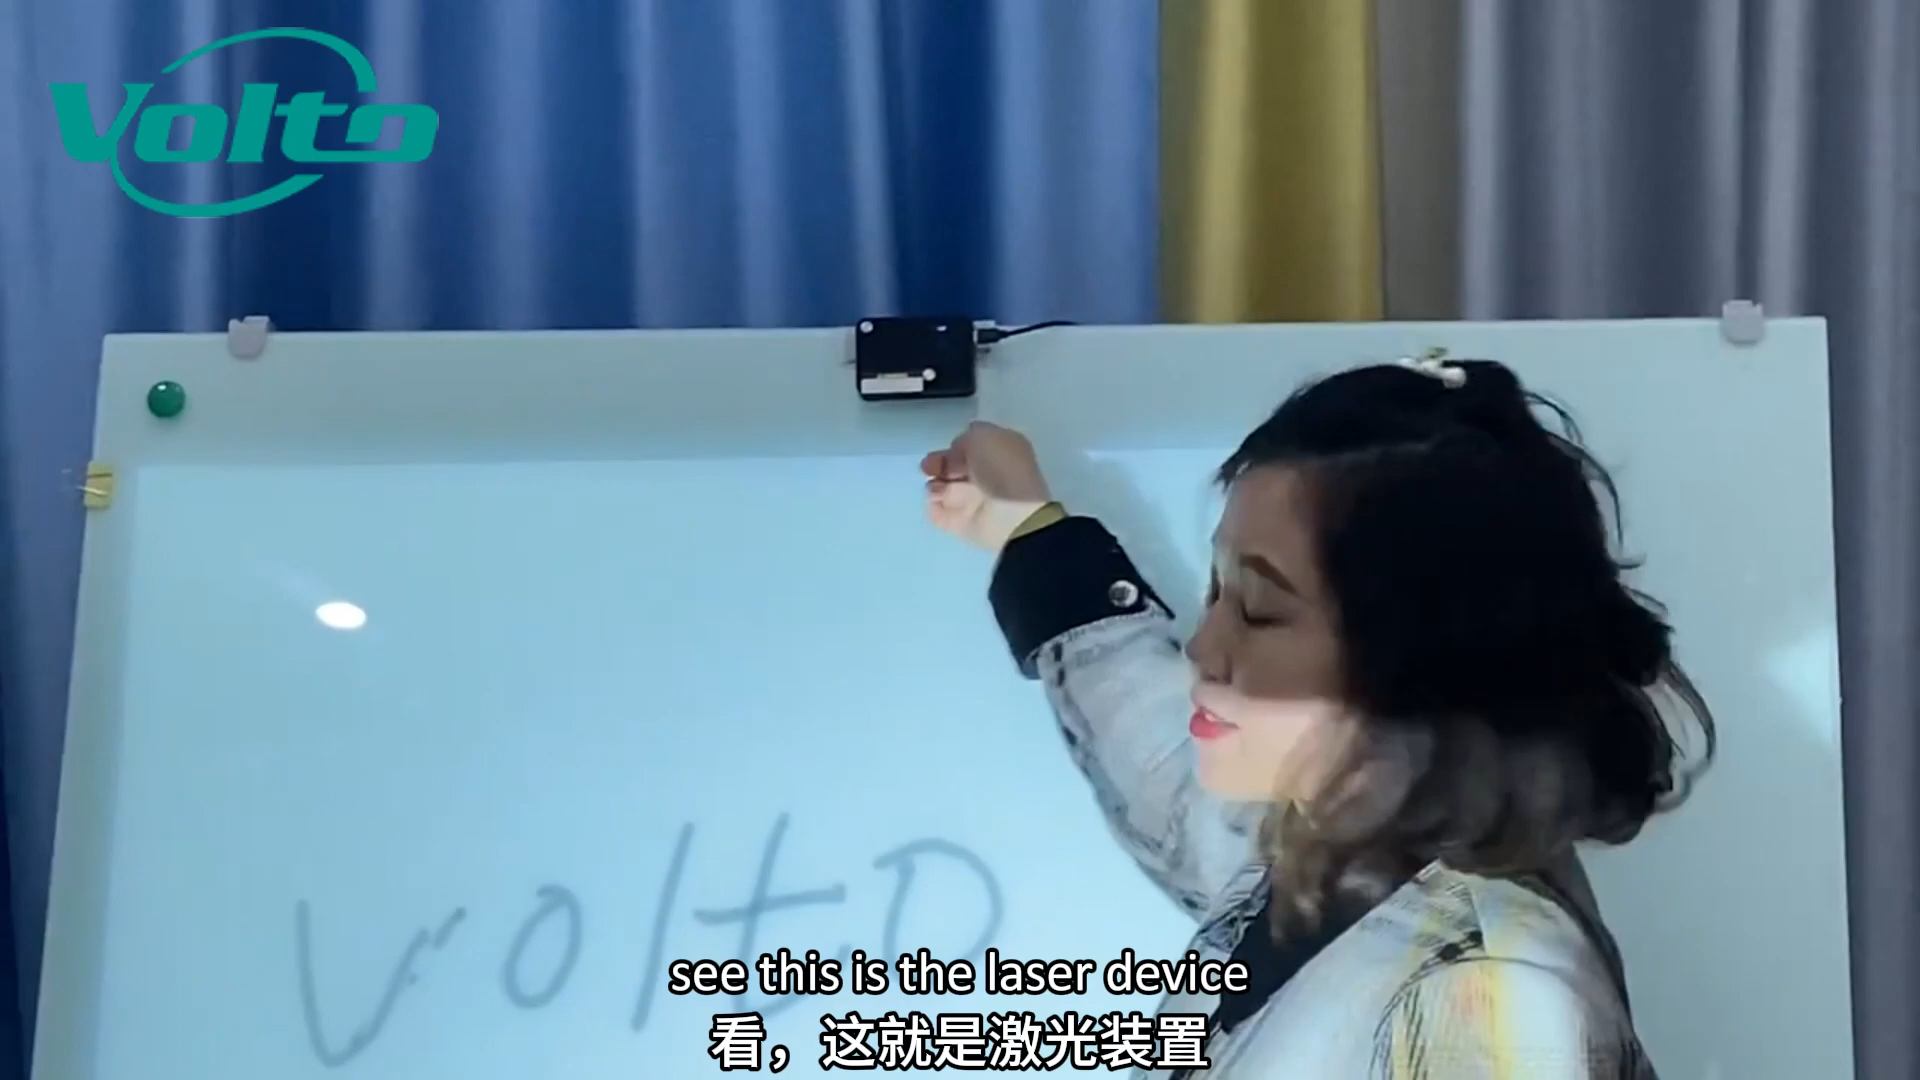 Volto
volto
see this is the laser device
看，这就是激光装置